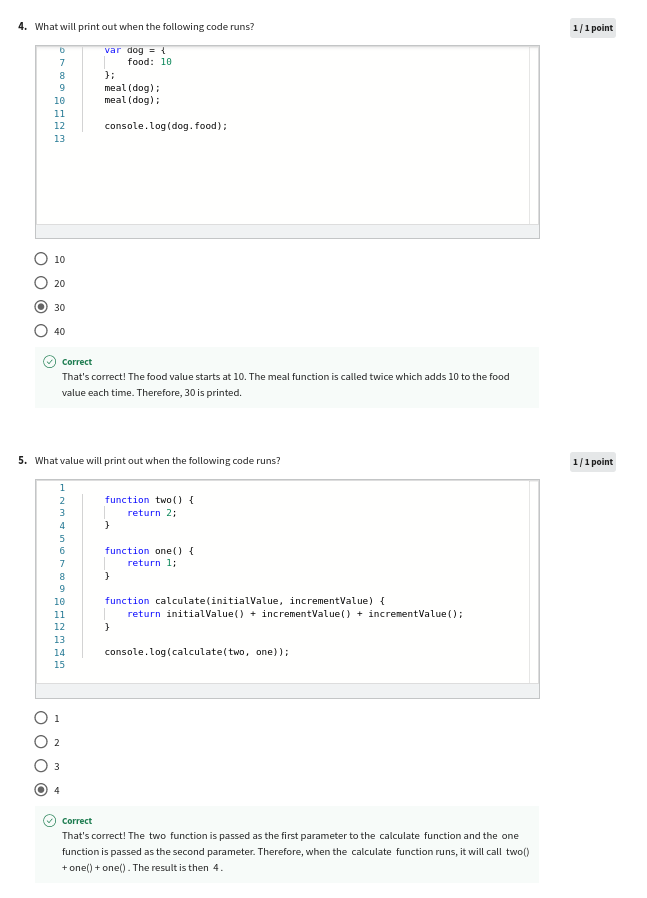 4. What will print out when the following code runs?
1 / 1 point
6 var dog = {
7 food: 10
8 };
9 meal(dog);
10 meal(dog);
11
12 console.log(dog.food);
13
10
20
30
40
Correct
That's correct! The food value starts at 10. The meal function is called twice which adds 10 to the food
value each time. Therefore, 30 is printed.
5. What value will print out when the following code runs?
1 / 1 point
1
2 function two() {
3 return 2;
4 }
5
6 function one() {
7 return 1;
8 }
9
10 function calculate(initialValue, incrementValue) {
11 return initialValue() + incrementValue() + incrementValue();
12 }
13
14 console.log(calculate(two, one));
15
1
2
3
4
Correct
That's correct! The two function is passed as the first parameter to the calculate function and the one
function is passed as the second parameter. Therefore, when the calculate function runs, it will call two()
+ one() + one() . The result is then 4 .